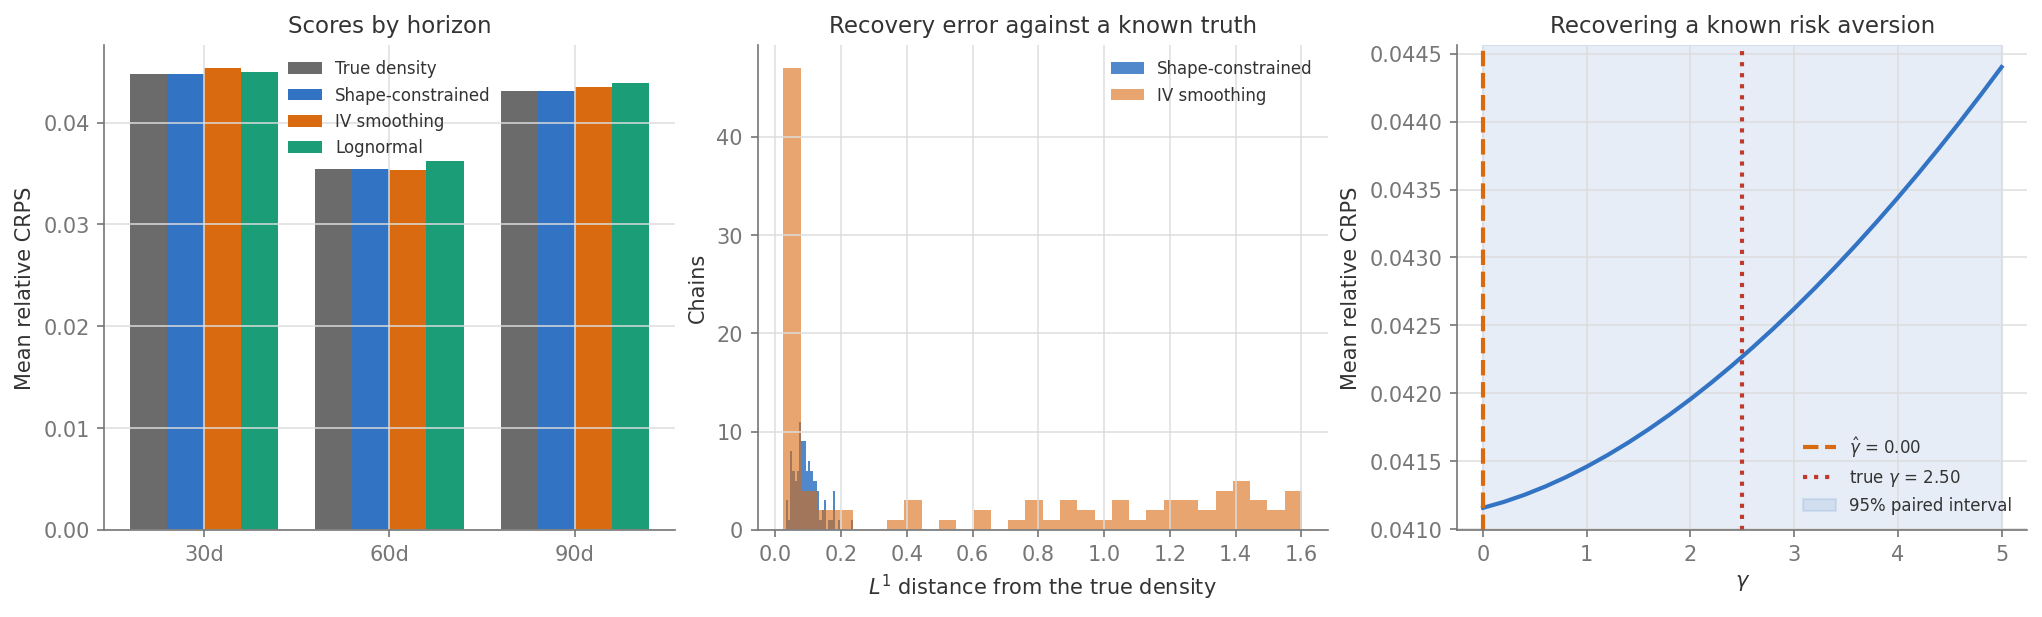 Scores by horizon
Mean relative CRPS
0.04
0.03
0.02
0.01
0.00
True density
Shape-constrained
IV smoothing
Lognormal
30d
60d
90d
Recovery error against a known truth
Chains
40
30
20
10
0
Shape-constrained
IV smoothing
0.0
0.2
0.4
0.6
0.8
1.0
1.2
1.4
1.6
L¹ distance from the true density
Recovering a known risk aversion
Mean relative CRPS
0.0445
0.0440
0.0435
0.0430
0.0425
0.0420
0.0415
0.0410
γ̂ = 0.00
true γ = 2.50
95% paired interval
0
1
2
3
4
5
γ